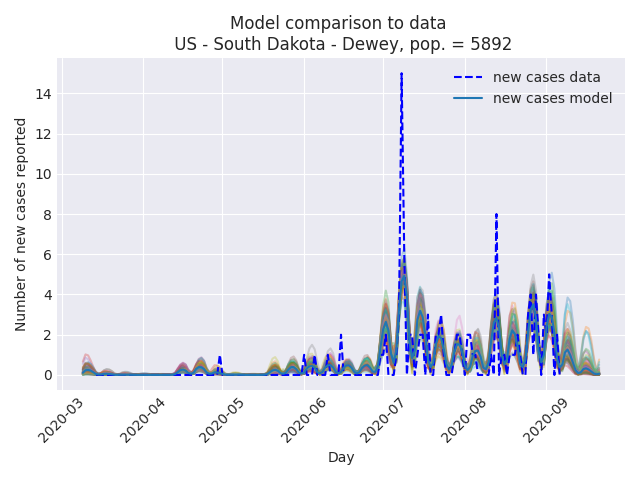 Model comparison to data
US - South Dakota - Dewey, pop. = 5892
new cases data
new cases model
Number of new cases reported
14
12
10
8
6
4
2
0
2020-03
2020-04
2020-05
2020-06
2020-07
2020-08
2020-09
Day